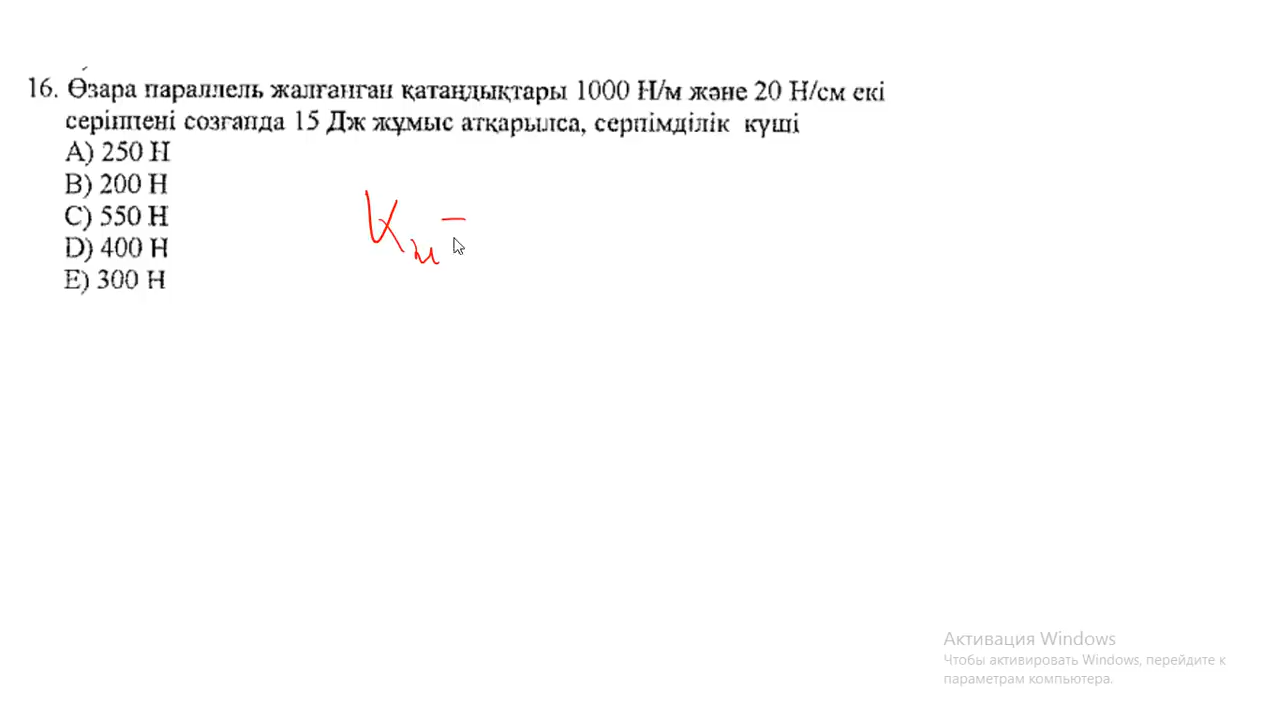 16. Өзара параллель жалғанған қатаңдықтары 1000 Н/м және 20 Н/см екі
серіппені созғанда 15 Дж жұмыс атқарылса, серпімділік күші
A) 250 Н
B) 200 Н
C) 550 Н
D) 400 Н
E) 300 Н
K
Активация Windows
Чтобы активировать Windows, перейдите к
параметрам компьютера.